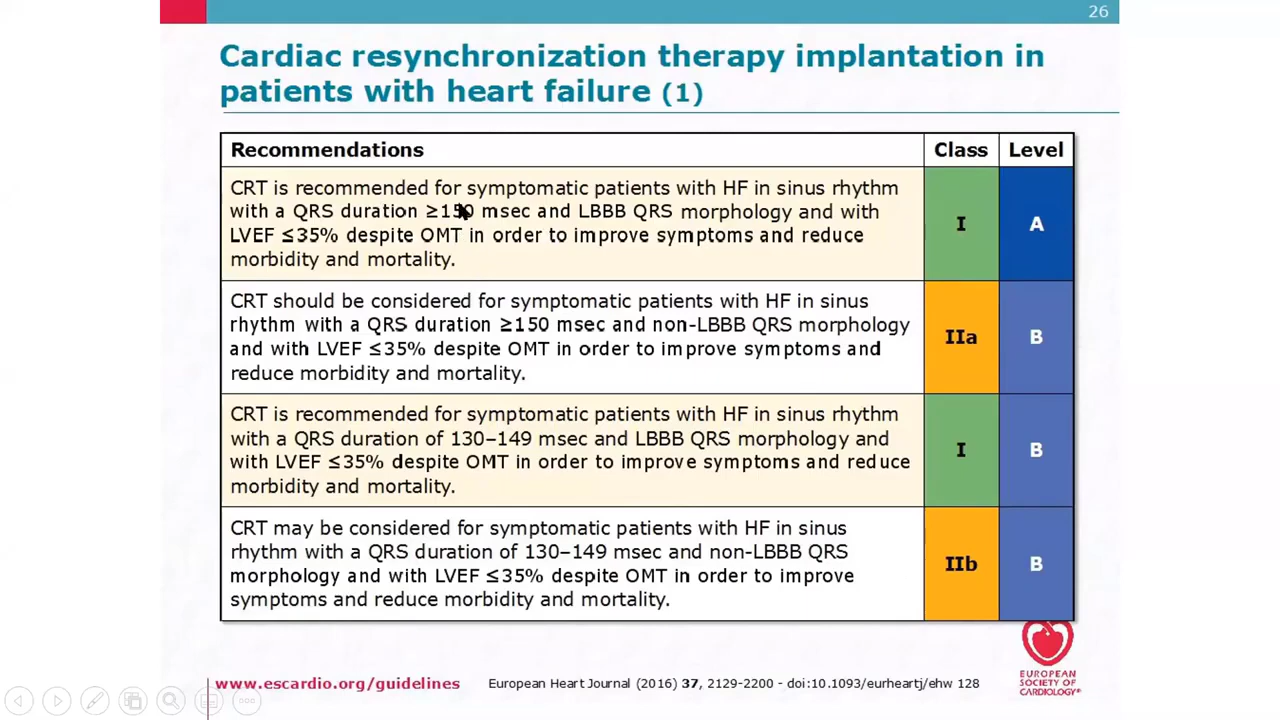 26
Cardiac resynchronization therapy implantation in
patients with heart failure (1)
Recommendations Class Level
CRT is recommended for symptomatic patients with HF in sinus rhythm
with a QRS duration ≥150 msec and LBBB QRS morphology and with
LVEF ≤35% despite OMT in order to improve symptoms and reduce
morbidity and mortality.
I A
CRT should be considered for symptomatic patients with HF in sinus
rhythm with a QRS duration ≥150 msec and non-LBBB QRS morphology
and with LVEF ≤35% despite OMT in order to improve symptoms and
reduce morbidity and mortality.
IIa B
CRT is recommended for symptomatic patients with HF in sinus rhythm
with a QRS duration of 130–149 msec and LBBB QRS morphology and
with LVEF ≤35% despite OMT in order to improve symptoms and reduce
morbidity and mortality.
I B
CRT may be considered for symptomatic patients with HF in sinus
rhythm with a QRS duration of 130–149 msec and non-LBBB QRS
morphology and with LVEF ≤35% despite OMT in order to improve
symptoms and reduce morbidity and mortality.
IIb B
www.escardio.org/guidelines European Heart Journal (2016) 37, 2129-2200 - doi:10.1093/eurheartj/ehw 128
EUROPEAN
SOCIETY OF
CARDIOLOGY®